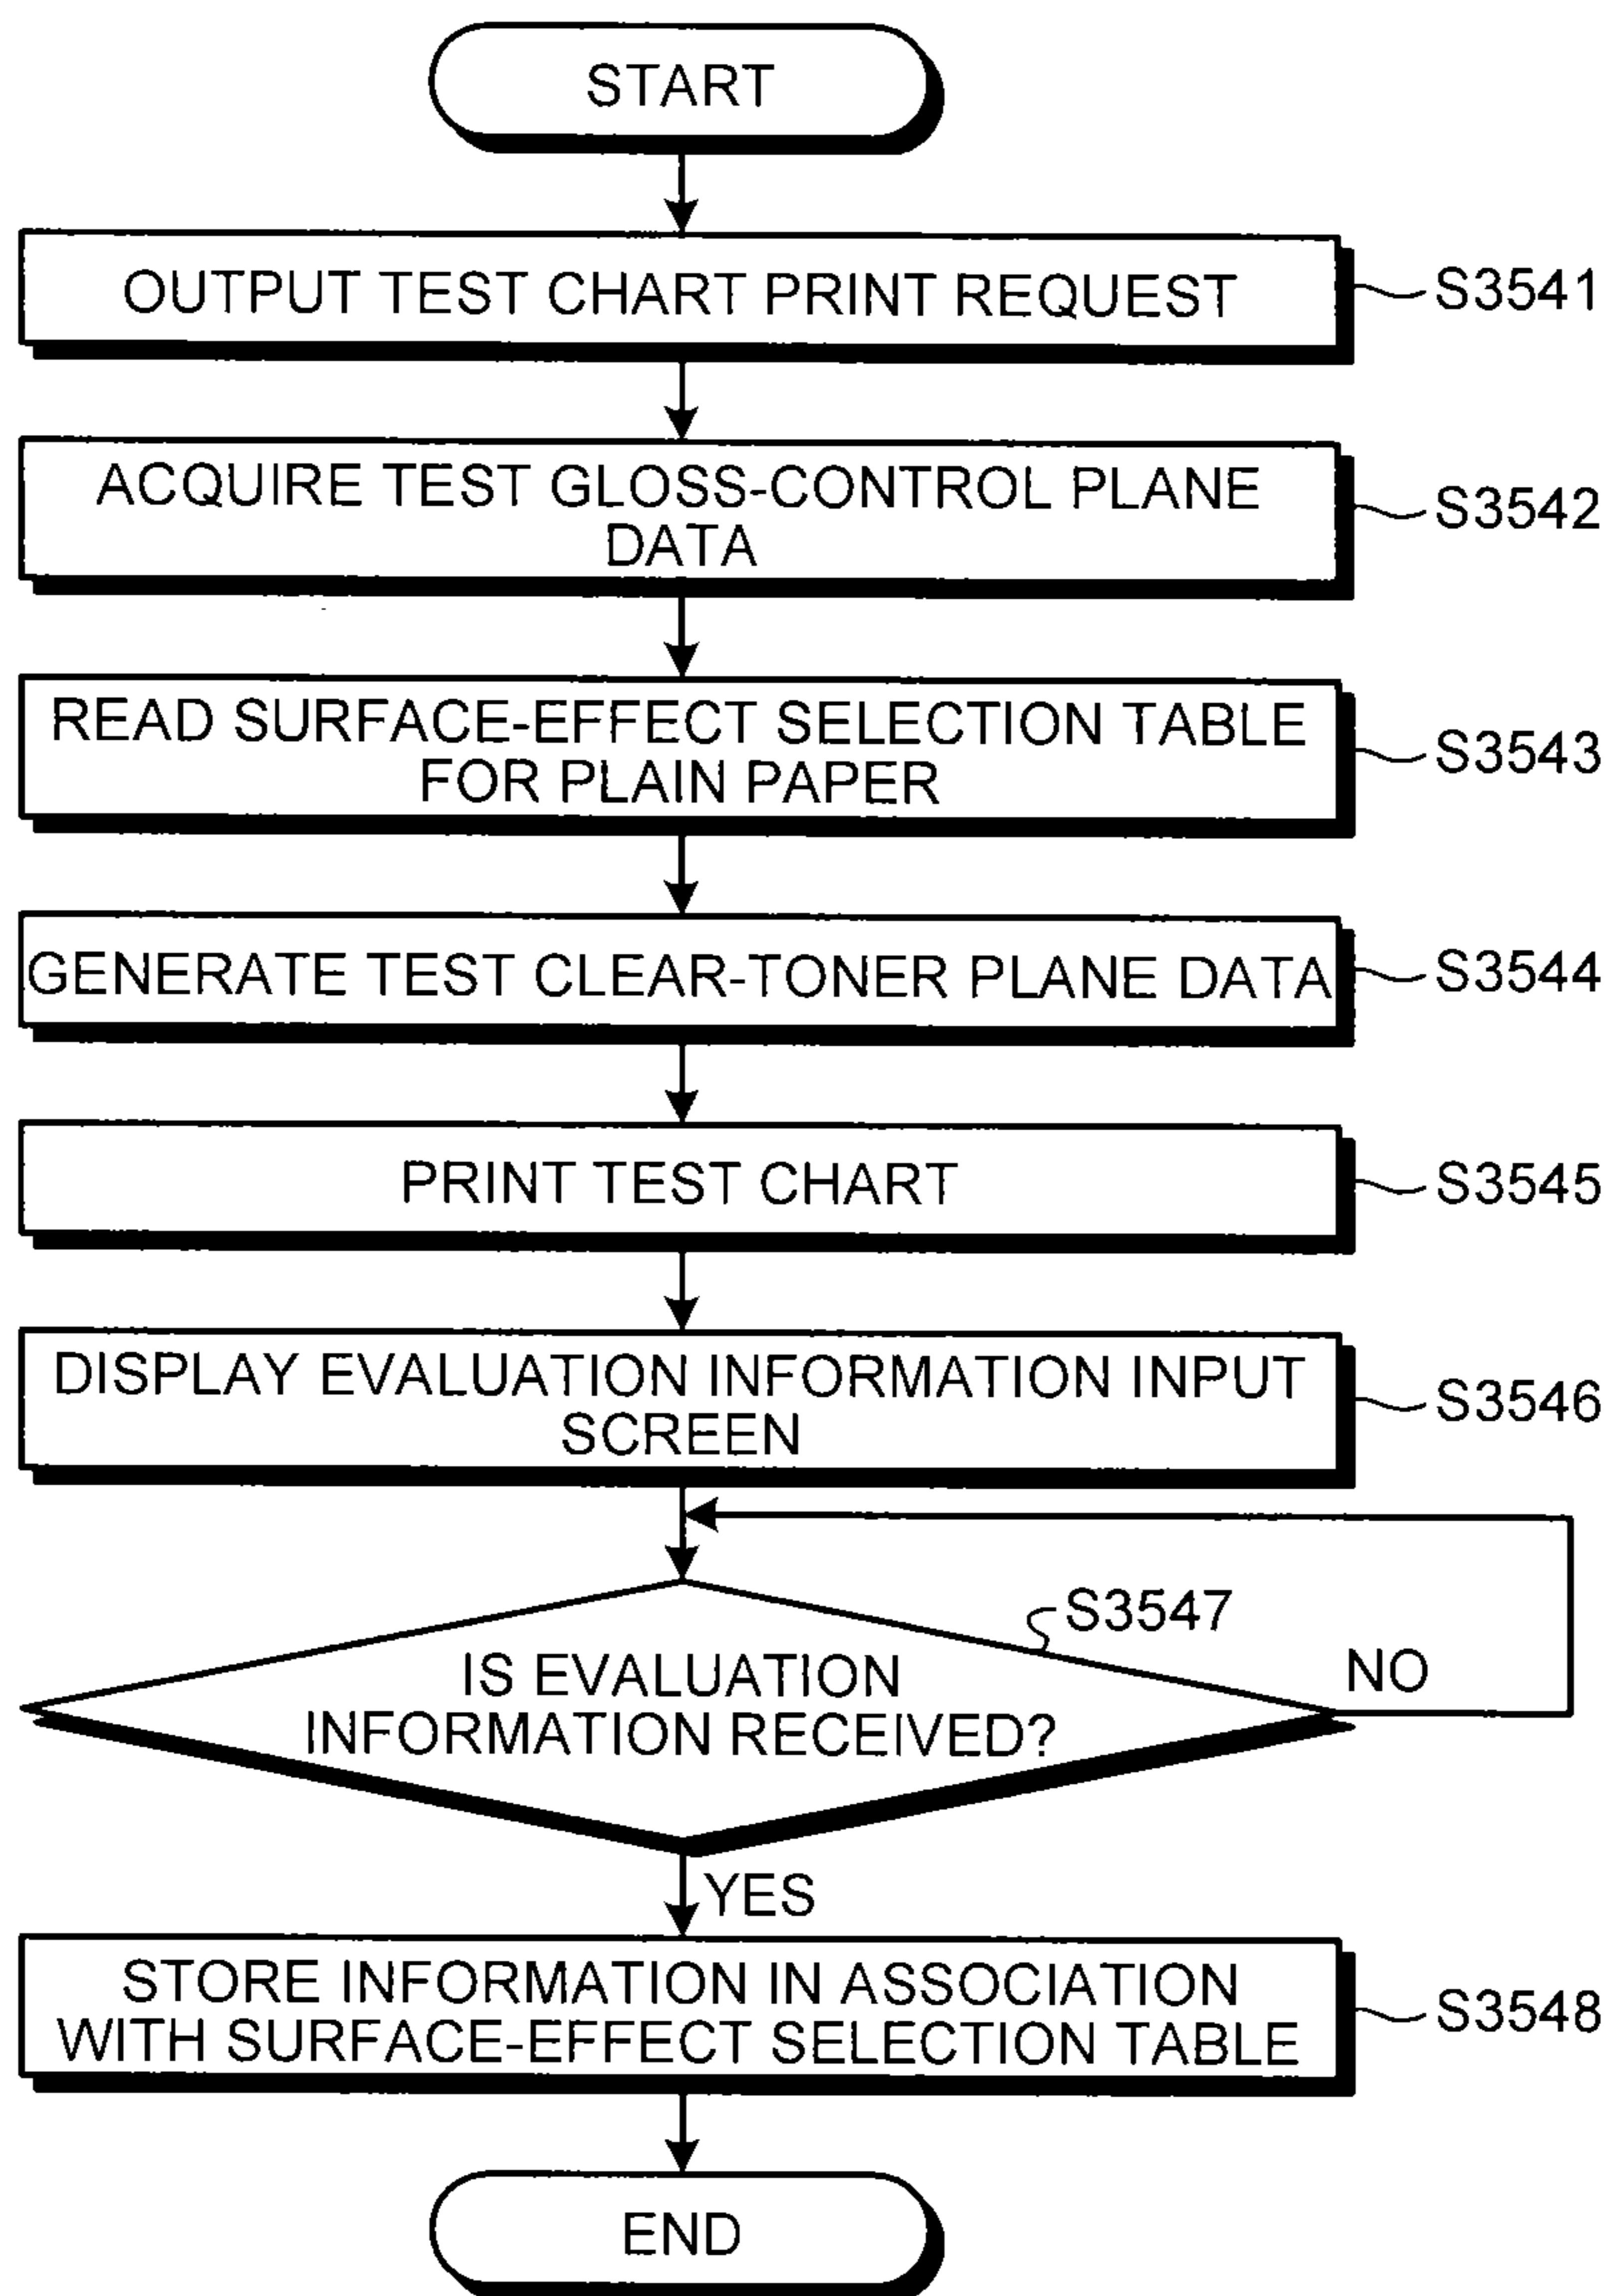 START
OUTPUT TEST CHART PRINT REQUEST
S3541
ACQUIRE TEST GLOSS-CONTROL PLANE
DATA
S3542
READ SURFACE-EFFECT SELECTION TABLE
FOR PLAIN PAPER
S3543
GENERATE TEST CLEAR-TONER PLANE DATA
S3544
PRINT TEST CHART
S3545
DISPLAY EVALUATION INFORMATION INPUT
SCREEN
S3546
S3547
IS EVALUATION
INFORMATION RECEIVED?
NO
YES
STORE INFORMATION IN ASSOCIATION
WITH SURFACE-EFFECT SELECTION TABLE
S3548
END